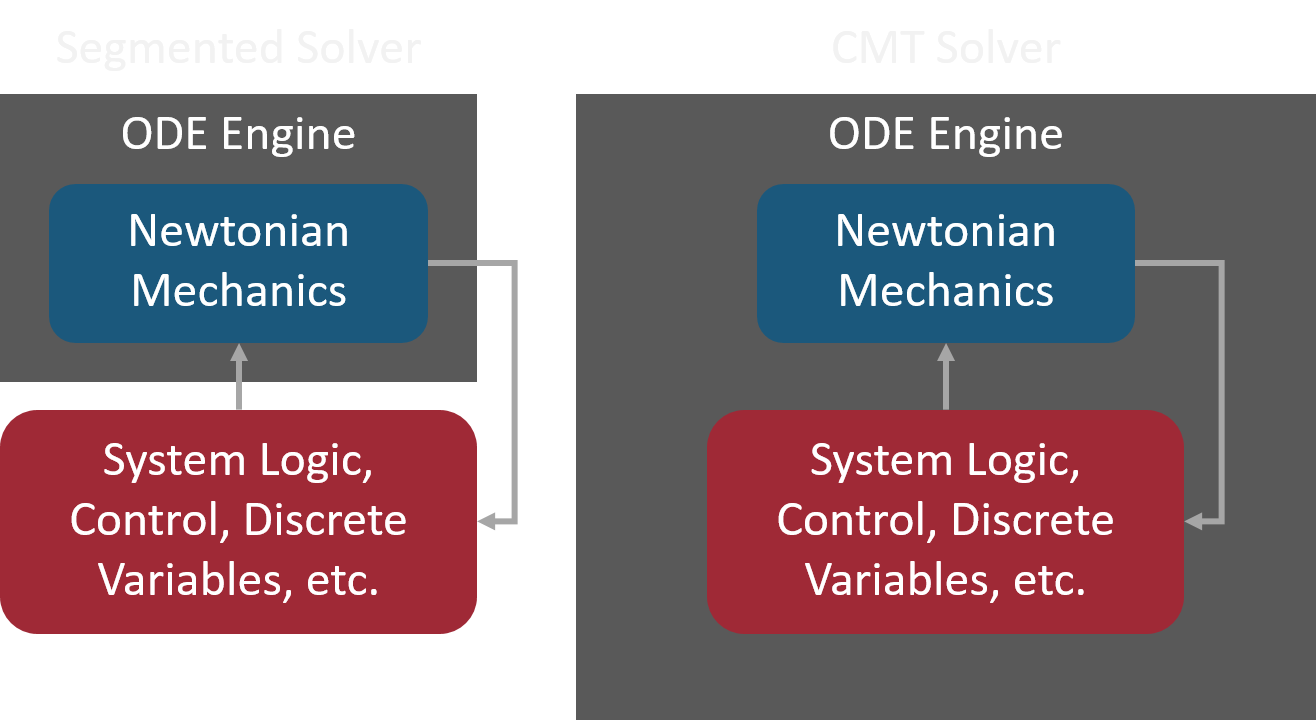 Segmented Solver
CMT Solver
ODE Engine
Newtonian
Mechanics
System Logic,
Control, Discrete
Variables, etc.
ODE Engine
Newtonian
Mechanics
System Logic,
Control, Discrete
Variables, etc.